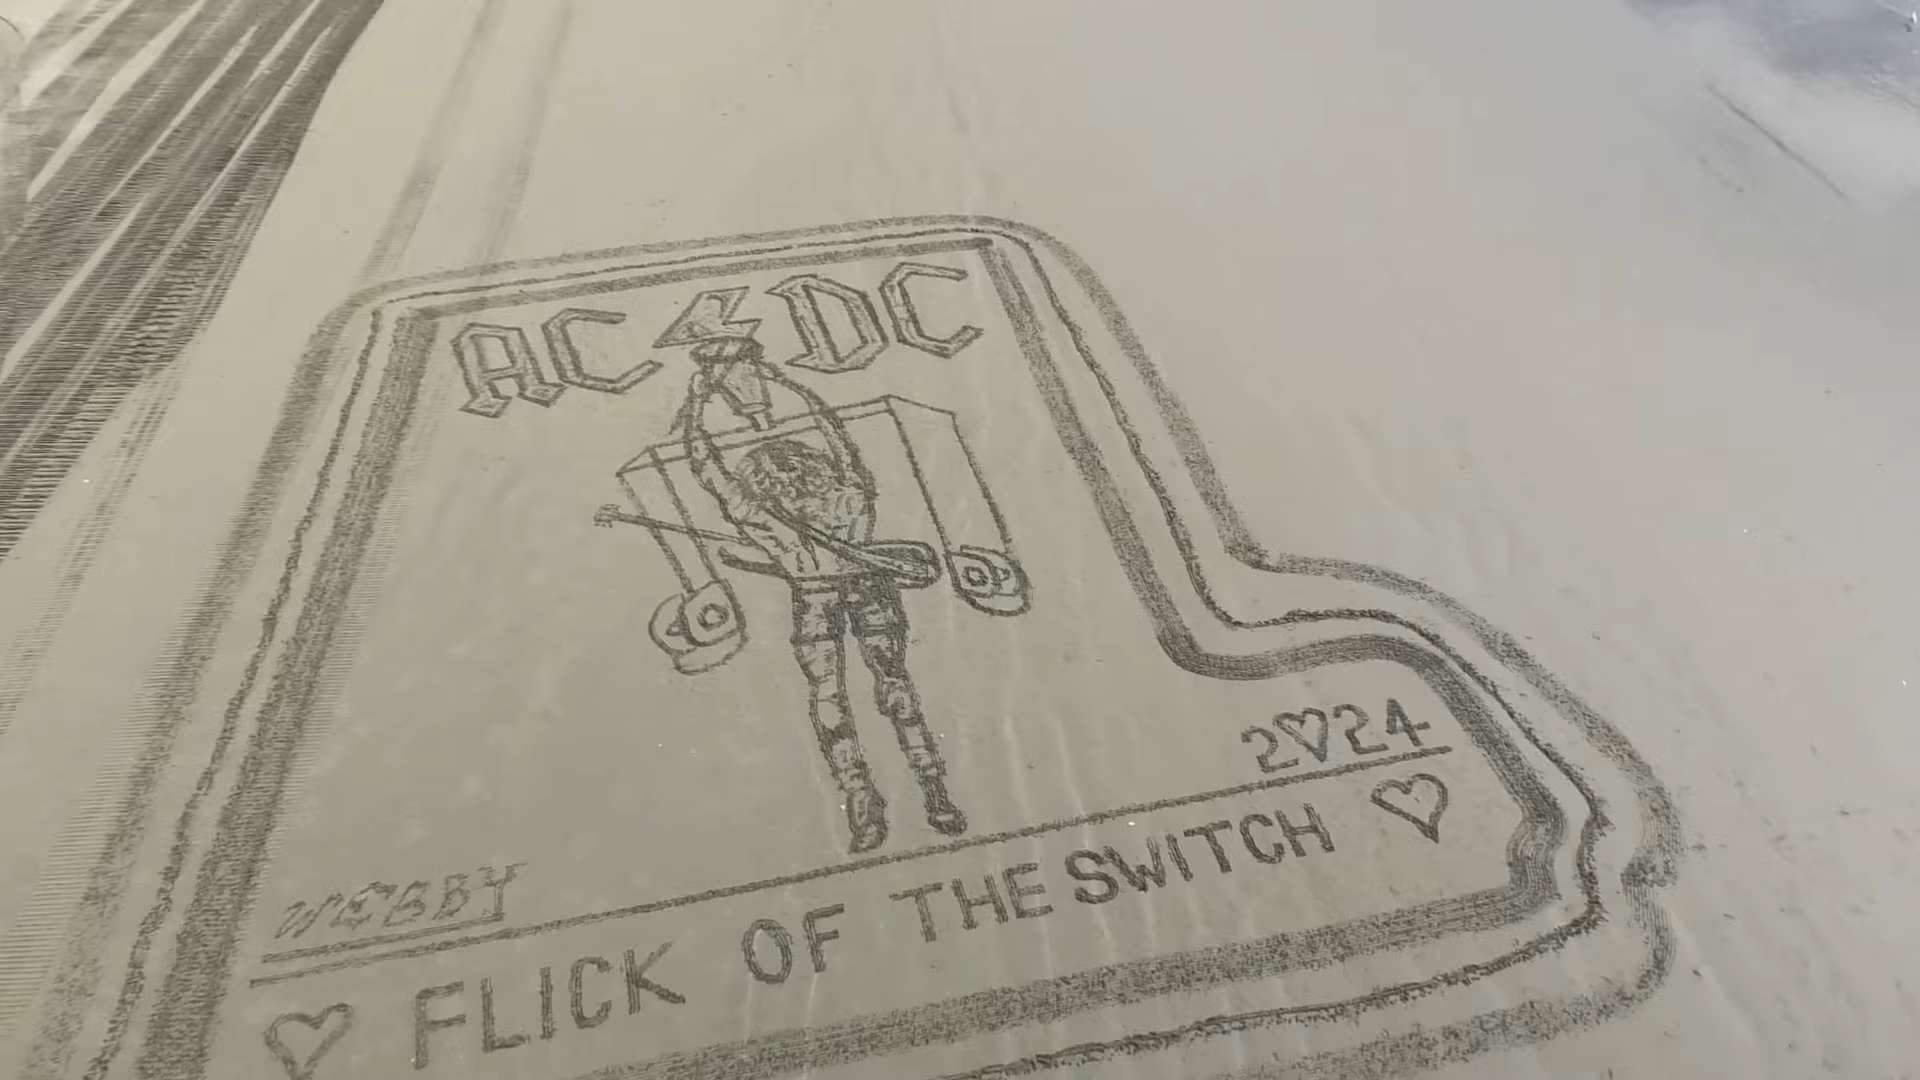 AC⚡DC
2♡24
WEBBY
♡ FLICK OF THE SWITCH ♡